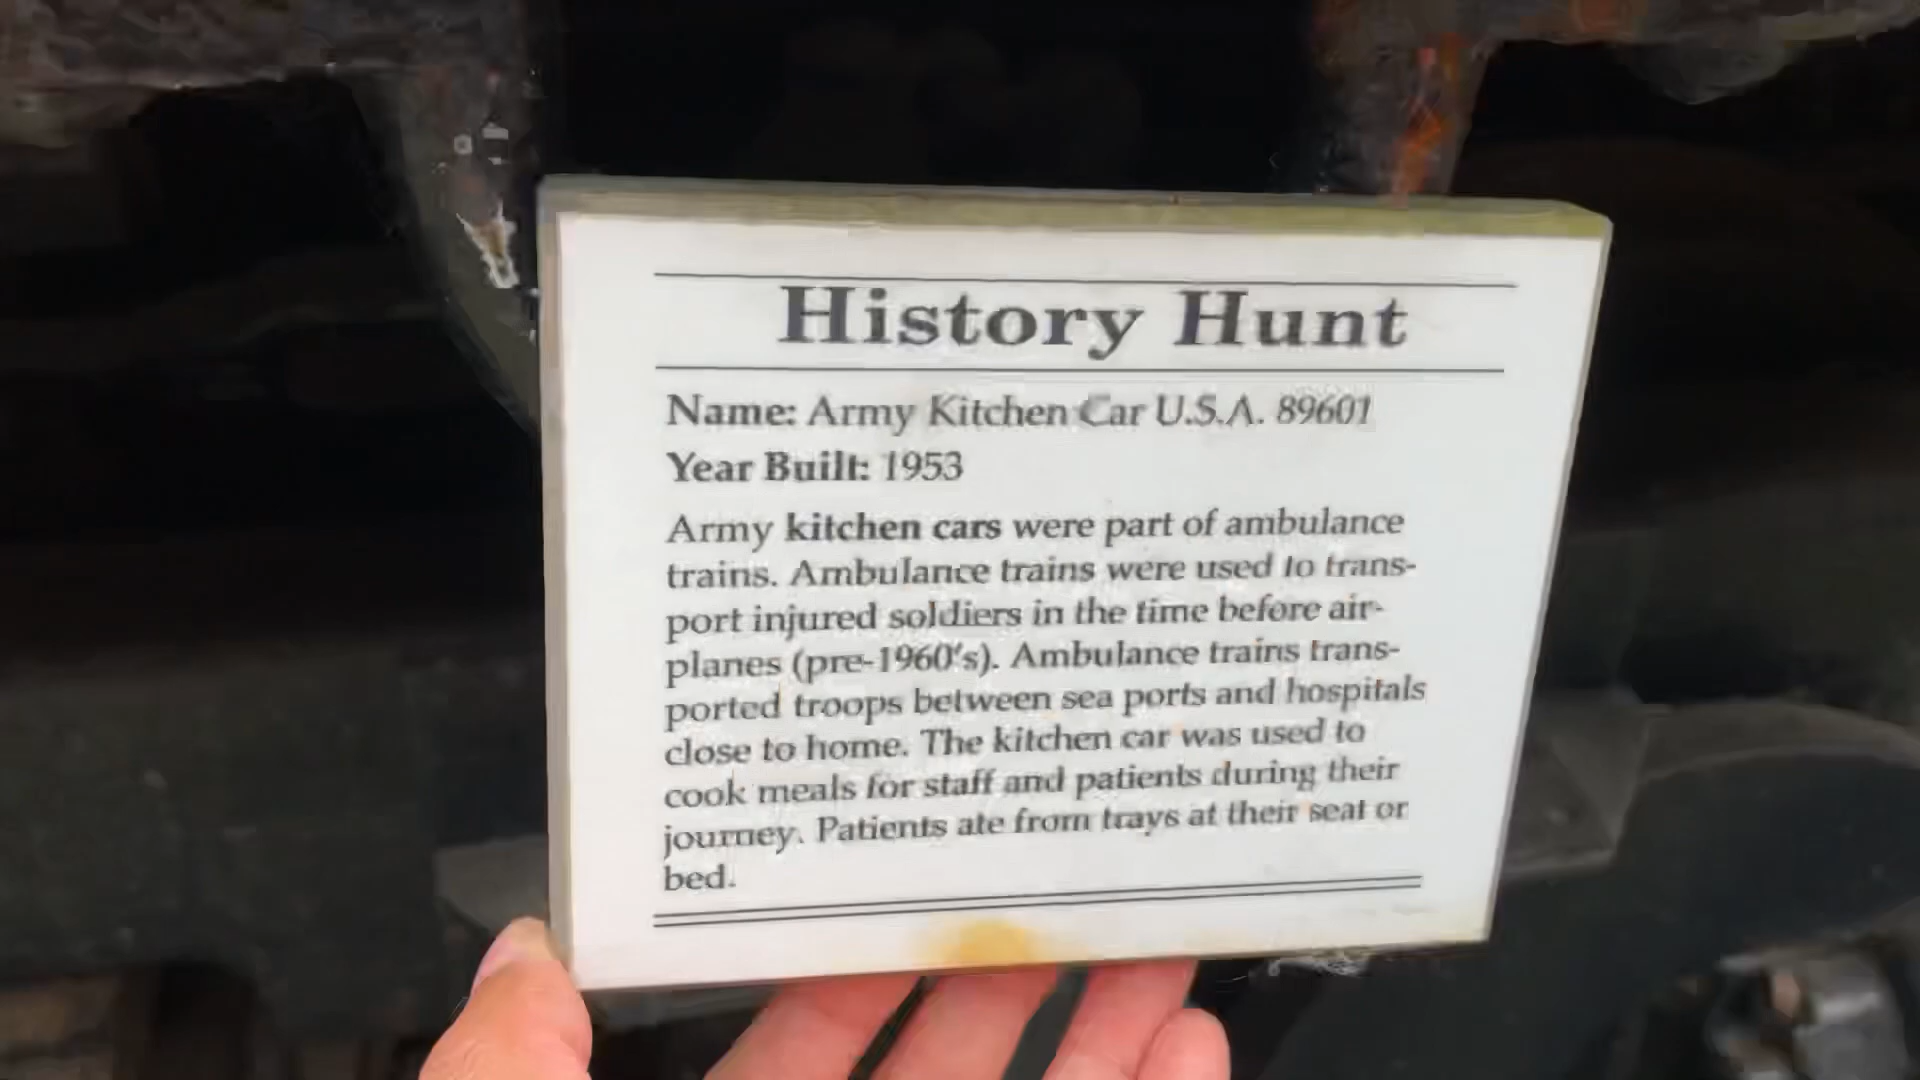 History Hunt
Name: Army Kitchen Car U.S.A. 89601
Year Built: 1953
Army kitchen cars were part of ambulance
trains. Ambulance trains were used to trans-
port injured soldiers in the time before air-
planes (pre-1960's). Ambulance trains trans-
ported troops between sea ports and hospitals
close to home. The kitchen car was used to
cook meals for staff and patients during their
journey. Patients ate from trays at their seat or
bed.